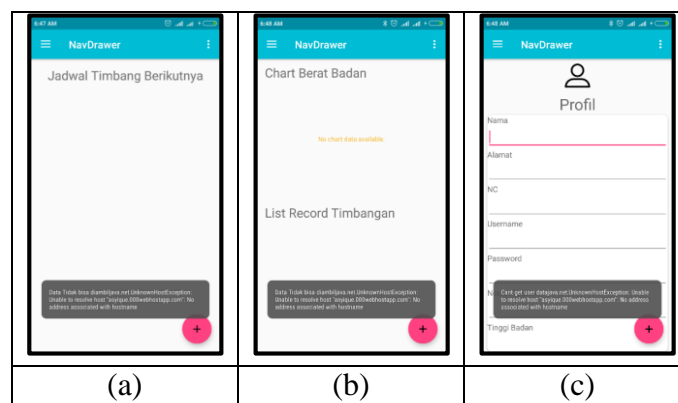 6:47 AM
NavDrawer
Jadwal Timbang Berikutnya
Data Tidak bisa diambiljava.net.UnknownHostException:
Unable to resolve host "asyique.000webhostapp.com": No
address associated with hostname
+
(a)
6:48 AM
NavDrawer
Chart Berat Badan
No chart data available
List Record Timbangan
Data Tidak bisa diambiljava.net.UnknownHostException:
Unable to resolve host "asyique.000webhostapp.com": No
address associated with hostname
+
(b)
6:48 AM
NavDrawer
Profil
Nama
Alamat
NC
Username
Password
Cant get user datajava.net.UnknownHostException: Unable
to resolve host "asyique.000webhostapp.com": No address
associated with hostname
Tinggi Badan
+
(c)